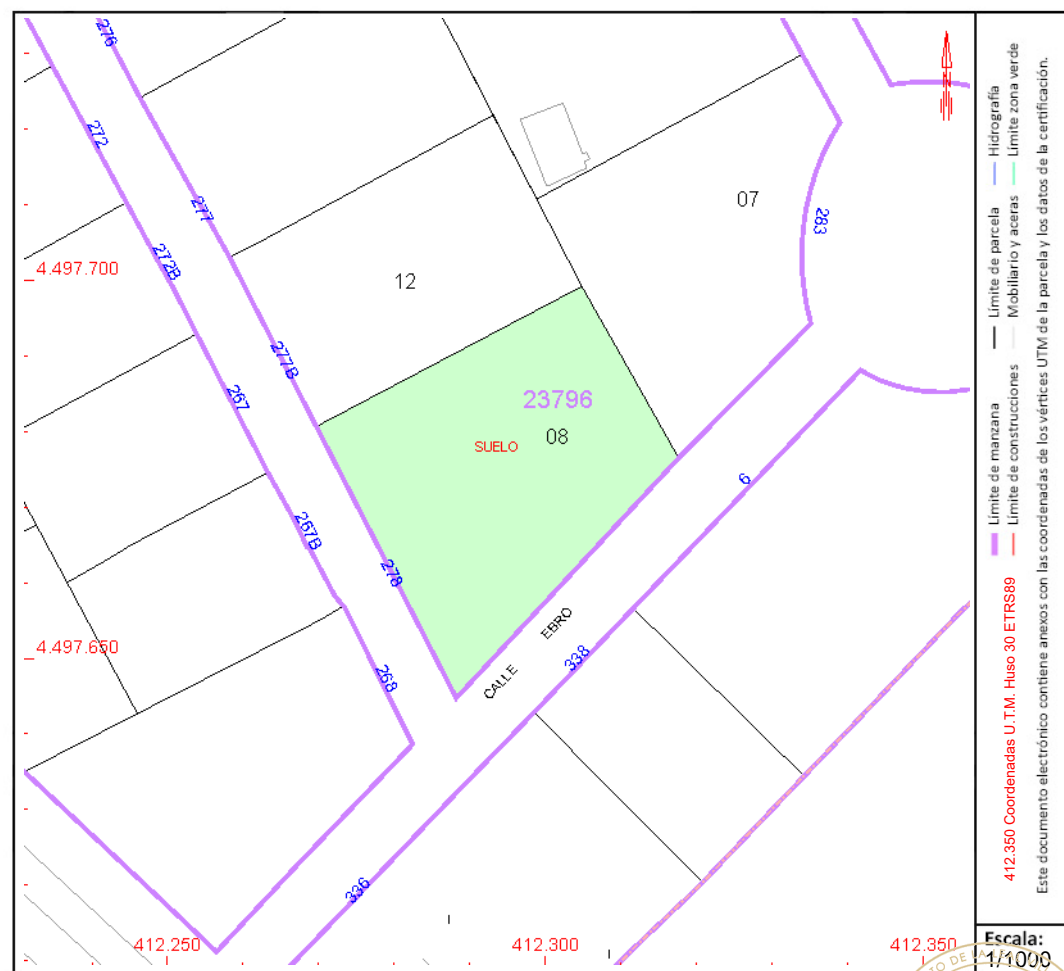 276
272
277
07
263
272B
4.497.700
12
277B
23796
267
08
SUELO
6
267B
278
EBRO
4.497.650
338
268
CALLE
336
412.250
412.300
412.350
N
Límite de manzana
Límite de parcela
Hidrografía
Límite de construcciones
Mobiliario y aceras
Límite zona verde
412.350 Coordenadas U.T.M. Huso 30 ETRS89
Este documento electrónico contiene anexos con las coordenadas de los vértices UTM de la parcela y los datos de la certificación.
Escala:
1/1000